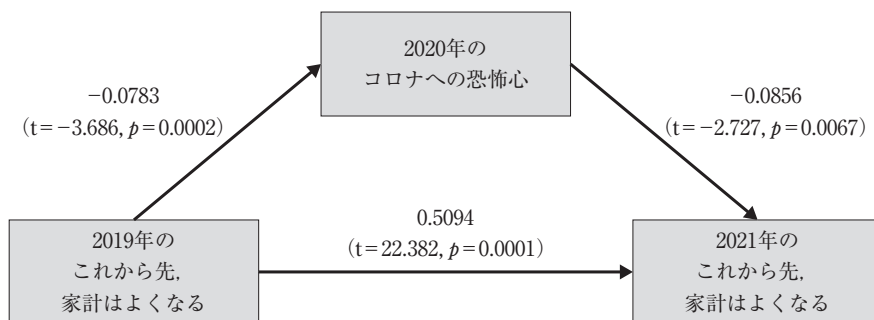 2020年の
コロナへの恐怖心
−0.0783
(t=−3.686, p=0.0002)
−0.0856
(t=−2.727, p=0.0067)
2019年の
これから先,
家計はよくなる
0.5094
(t=22.382, p=0.0001)
2021年の
これから先,
家計はよくなる